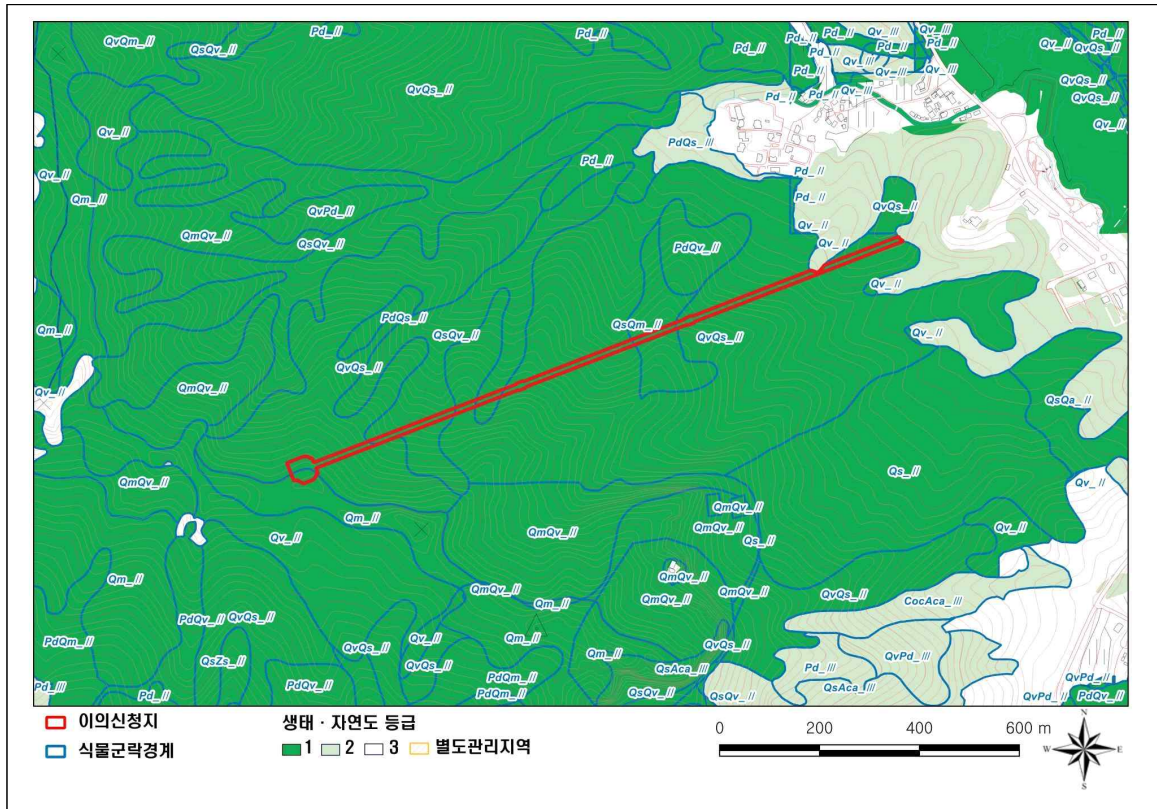 Pd_II
Pd_II
Pd_II
Qv_III
Pd_II
QvQm_II
QsQv_II
Pd_II
Pd_II
Qv_III
Qv_II
QvQs_II
Pd_II
Qv_III
Qv_III
QvQs_II
QvQs_II
Pd_II
Pd_II
Qv_III
QvQs_II
Qv_II
Qv_II
PdQs_III
Pd_II
Pd_II
Qv_II
Qm_II
Pd_II
QvPd_II
QvQs_II
Qv_II
QmQv_II
QsQv_II
PdQv_II
Qv_II
Qv_II
PdQs_II
QsQm_II
Qm_II
QsQv_II
QvQs_II
Qv_II
QvQs_II
QsQa_II
QmQv_II
Qv_II
Qs_II
QmQv_II
Qv_II
QmQv_II
Qm_II
QmQv_II
QmQv_II
Qv_II
Qv_II
Qs_II
Qm_II
QmQv_II
QmQv_II
QmQv_II
QvQs_II
QmQv_II
CocAca_III
Qm_II
PdQv_II
QvQs_II
Qv_II
Qm_II
QvQs_II
PdQm_II
QsZs_II
QvQs_II
QvQs_II
PdQm_II
Qm_II
QsAca_III
Pd_III
QvPd_III
QvPd_II
Pd_III
Pd_II
PdQv_II
PdQm_II
QsQv_II
QsQv_II
QsAca_III
QvPd_II
PdQv_II
이의신청지
식물군락경계
생태 · 자연도 등급
1 2 3 별도관리지역
0 200 400 600 m
N
W E
S